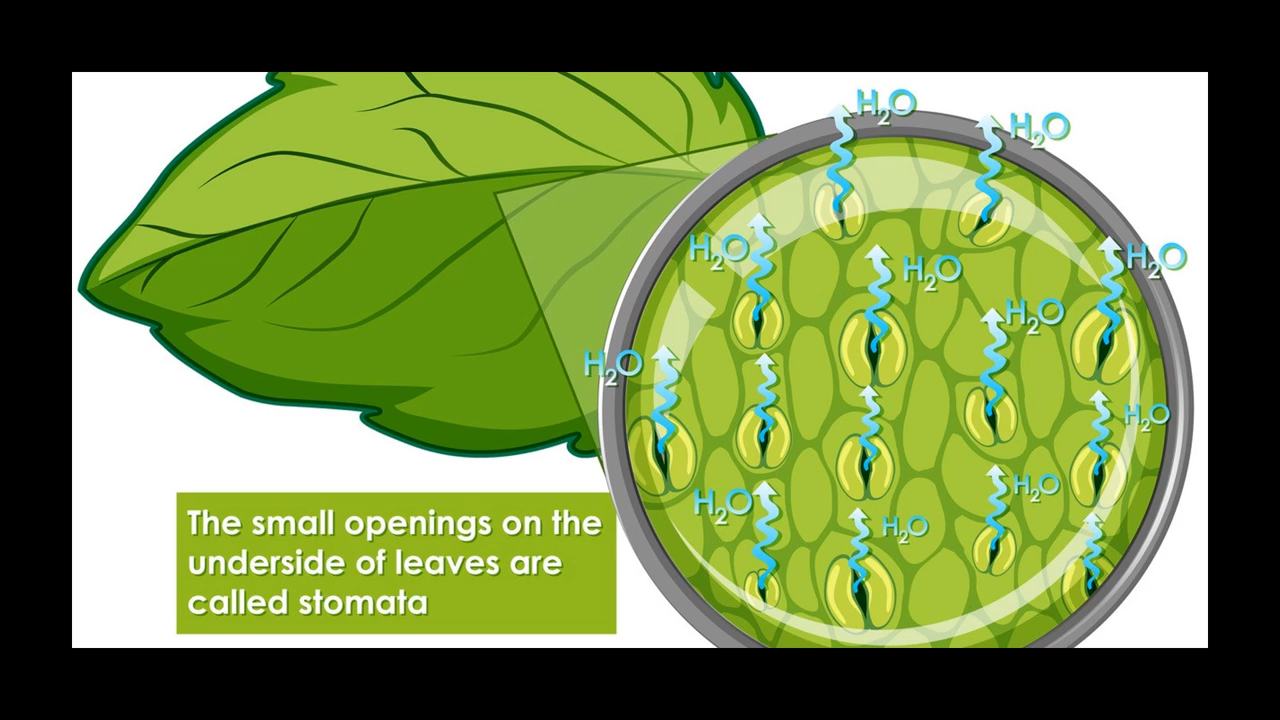 H₂O
H₂O
H₂O
H₂O
H₂O
H₂O
H₂O
H₂O
H₂O
H₂O
H₂O
The small openings on the
underside of leaves are
called stomata